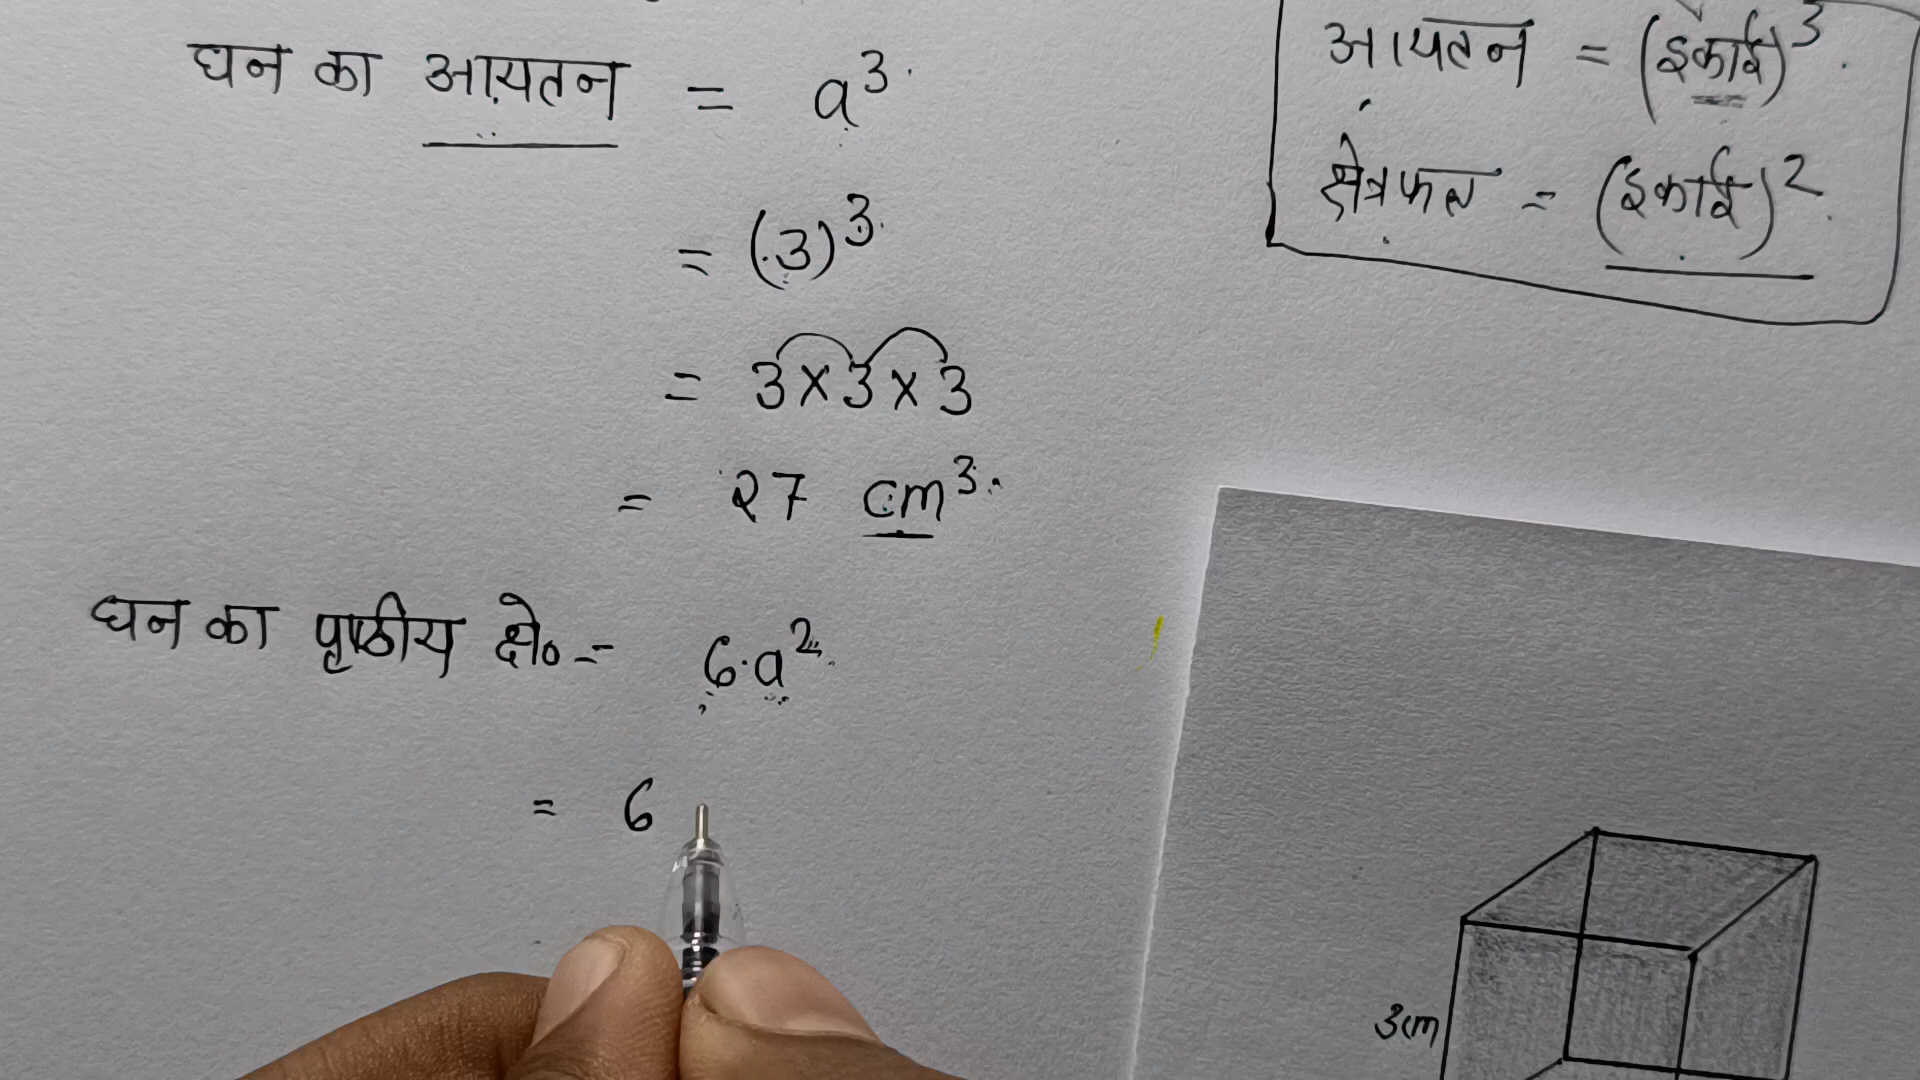 घन का आयतन = a³
= (3)³
= 3×3×3
= 27 cm³
घन का पृष्ठीय क्षे० = 6·a²
= 6
आयतन = (इकाई)³
क्षेत्रफल = (इकाई)²
3cm